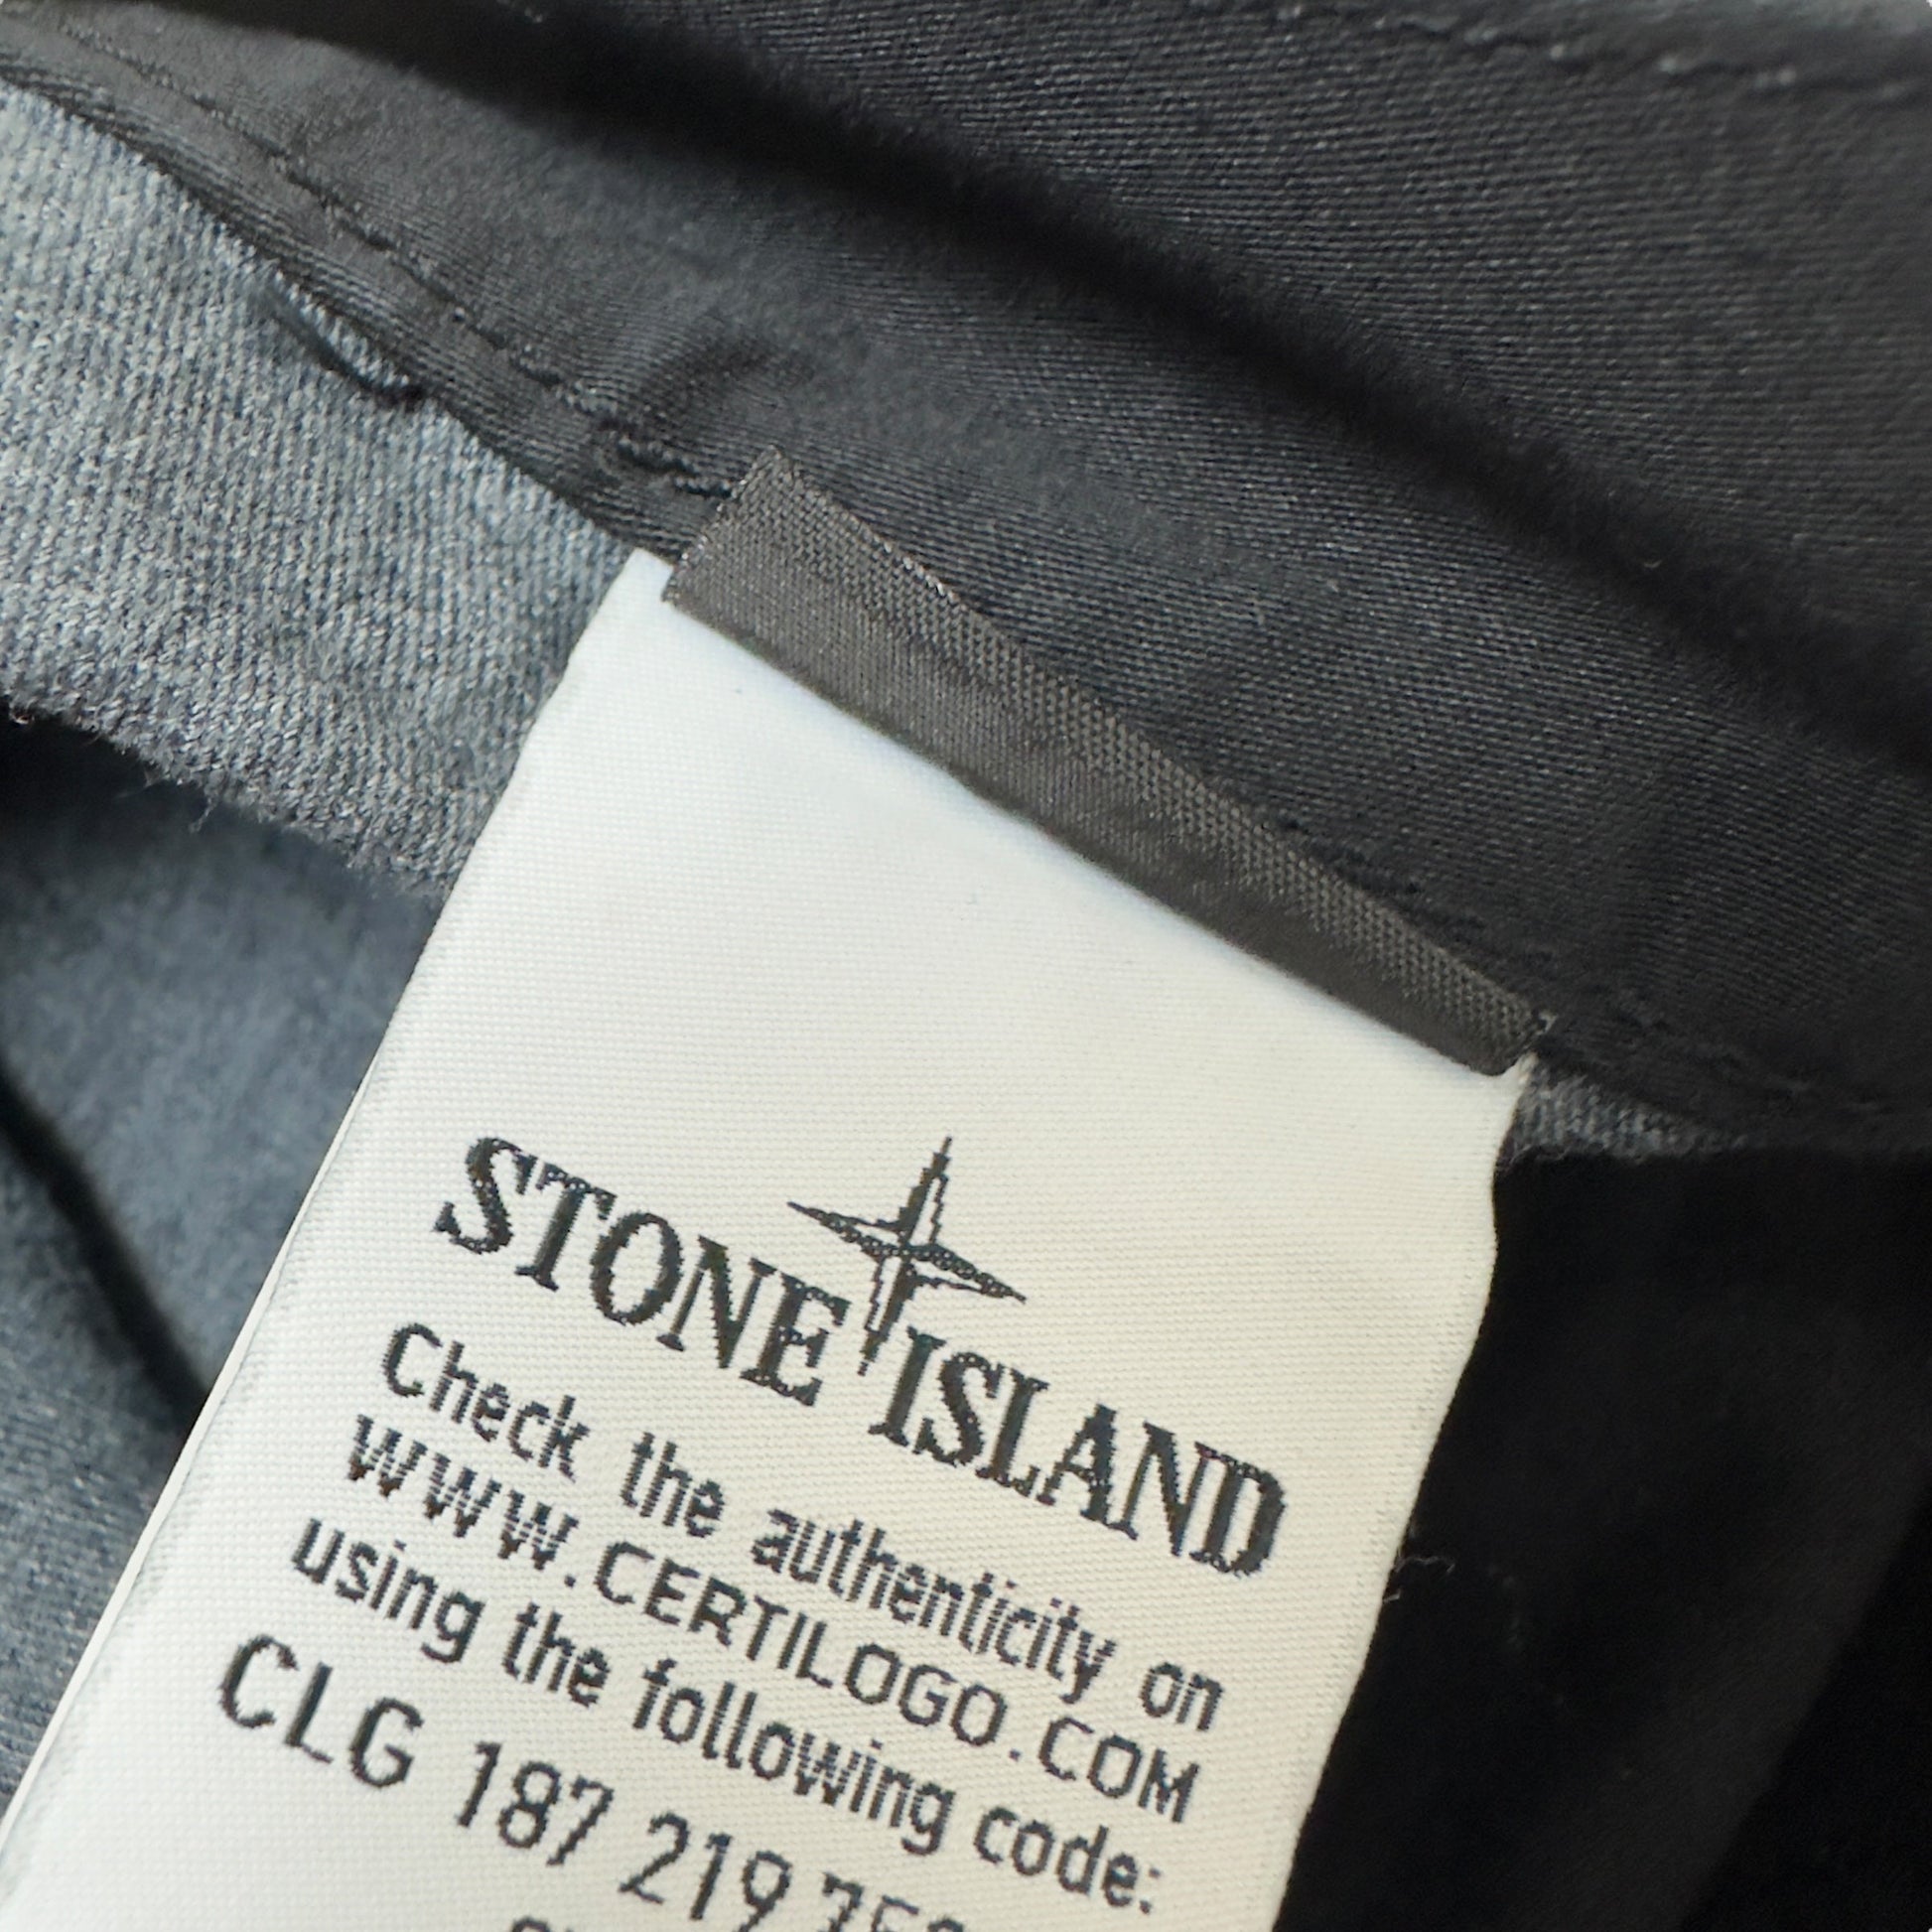 STONE ISLAND
Check the authenticity on
WWW.CERTILOGO.COM
using the following code:
CLG 187 219